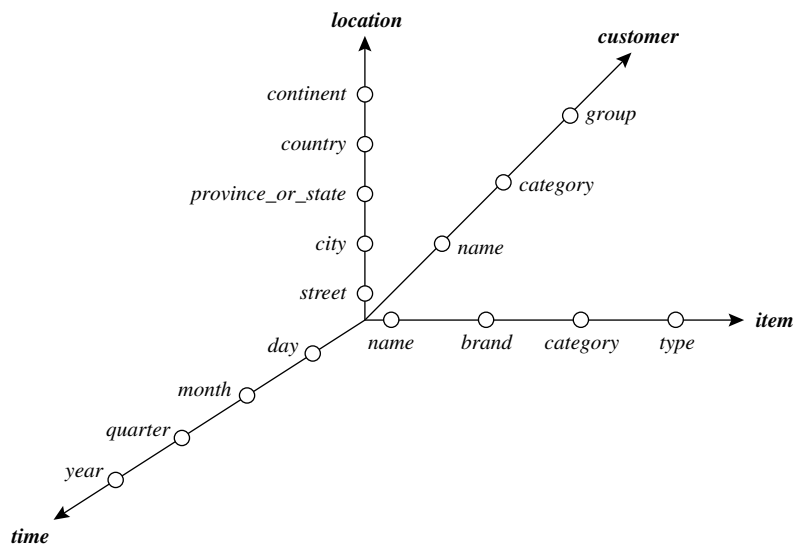 location
customer
continent
group
country
category
province_or_state
city
name
street
item
name
brand
category
type
day
month
quarter
year
time